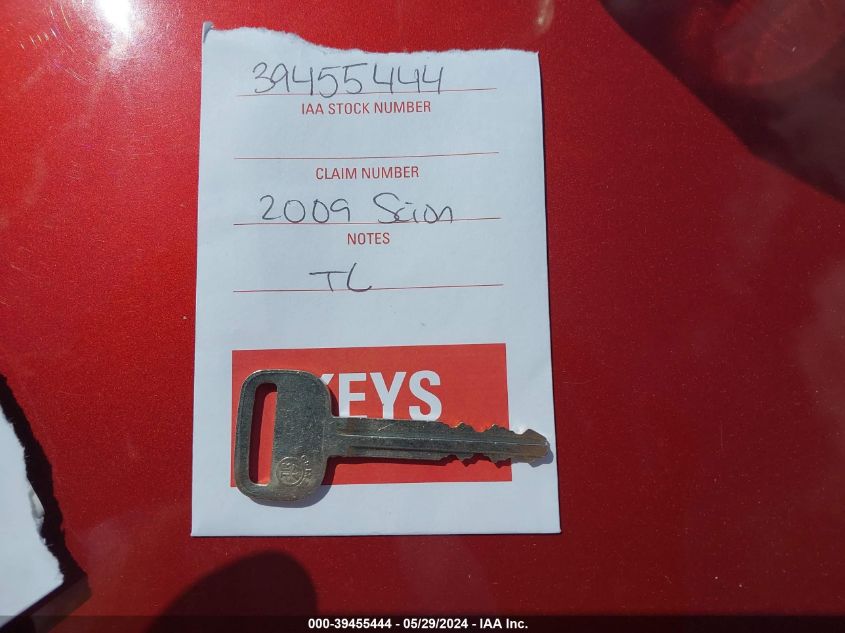 39455444
IAA STOCK NUMBER
CLAIM NUMBER
2009 Scion
NOTES
TL
KEYS
000-39455444 - 05/29/2024 - IAA Inc.